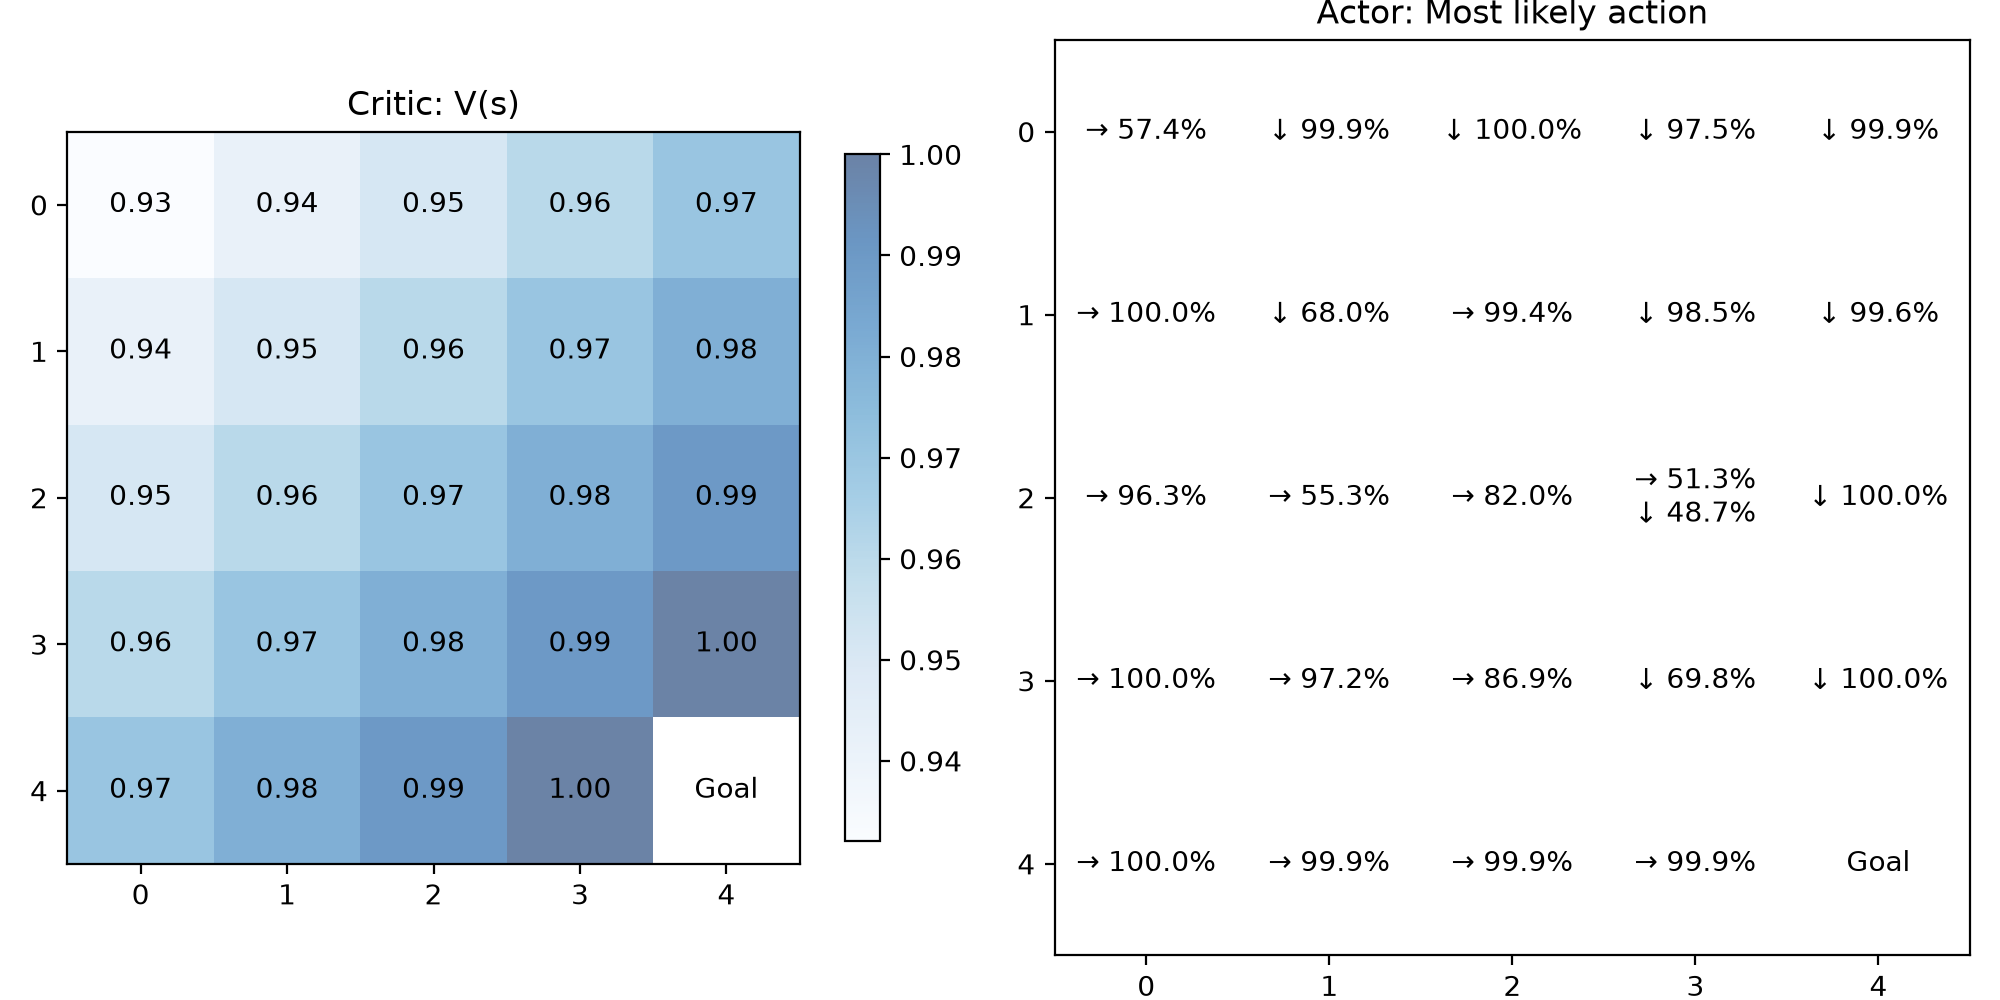 Critic: V(s)
0 0.93 0.94 0.95 0.96 0.97
1 0.94 0.95 0.96 0.97 0.98
2 0.95 0.96 0.97 0.98 0.99
3 0.96 0.97 0.98 0.99 1.00
4 0.97 0.98 0.99 1.00 Goal
0 1 2 3 4
1.00
0.99
0.98
0.97
0.96
0.95
0.94
Actor: Most likely action
0 → 57.4% ↓ 99.9% ↓ 100.0% ↓ 97.5% ↓ 99.9%
1 → 100.0% ↓ 68.0% → 99.4% ↓ 98.5% ↓ 99.6%
2 → 96.3% → 55.3% → 82.0% → 51.3% ↓ 100.0%
↓ 48.7%
3 → 100.0% → 97.2% → 86.9% ↓ 69.8% ↓ 100.0%
4 → 100.0% → 99.9% → 99.9% → 99.9% Goal
0 1 2 3 4